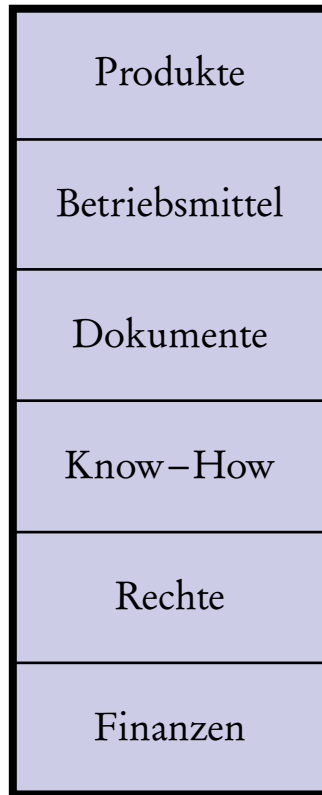 Produkte
Betriebsmittel
Dokumente
Know–How
Rechte
Finanzen